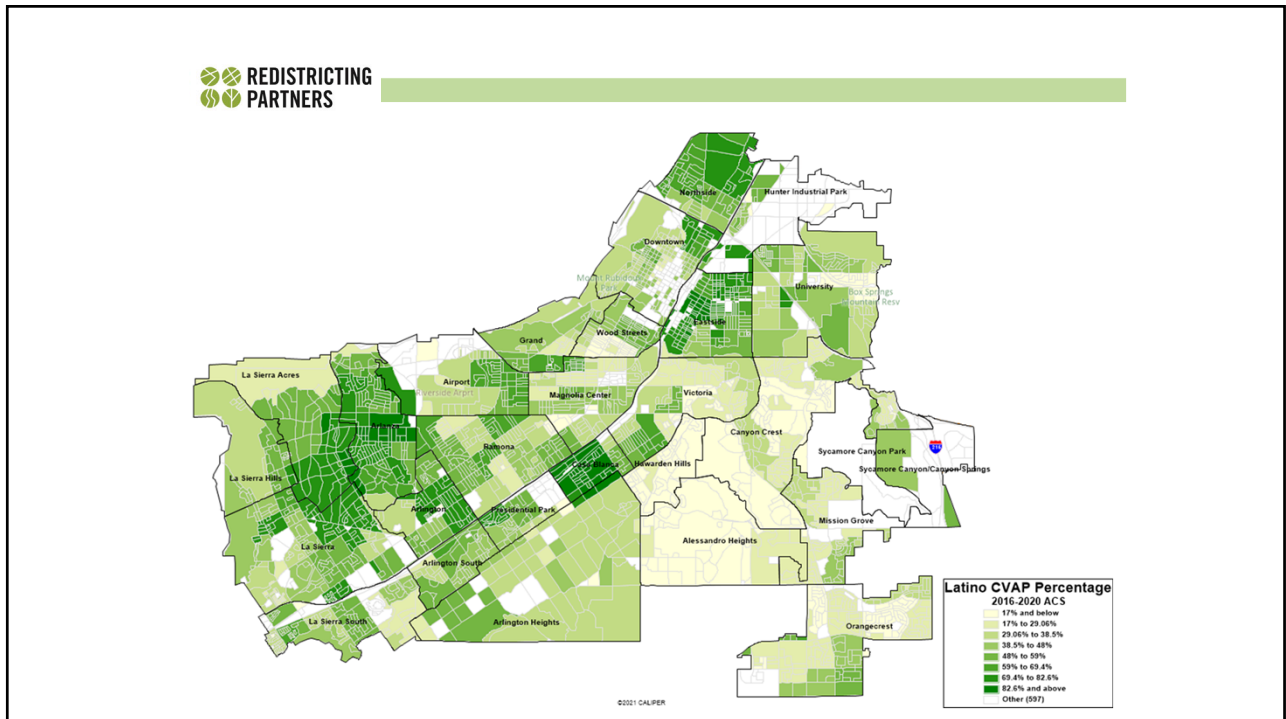 REDISTRICTING
PARTNERS
Northside
Hunter Industrial Park
Downtown
Mount Rubidoux
Park
University
Box Springs
Mountain Resv
Eastside
Wood Streets
Grand
La Sierra Acres
Airport
Riverside Arprt
Magnolia Center
Victoria
Arlanza
Canyon Crest
Ramona
Sycamore Canyon Park
Casa Blanca
Hawarden Hills
Sycamore Canyon/Canyon Springs
La Sierra Hills
Arlington
Presidential Park
Mission Grove
Alessandro Heights
La Sierra
Arlington South
La Sierra South
Arlington Heights
Orangecrest
Latino CVAP Percentage
2016-2020 ACS
17% and below
17% to 29.06%
29.06% to 38.5%
38.5% to 48%
48% to 59%
59% to 69.4%
69.4% to 82.6%
82.6% and above
Other (597)
©2021 CALIPER